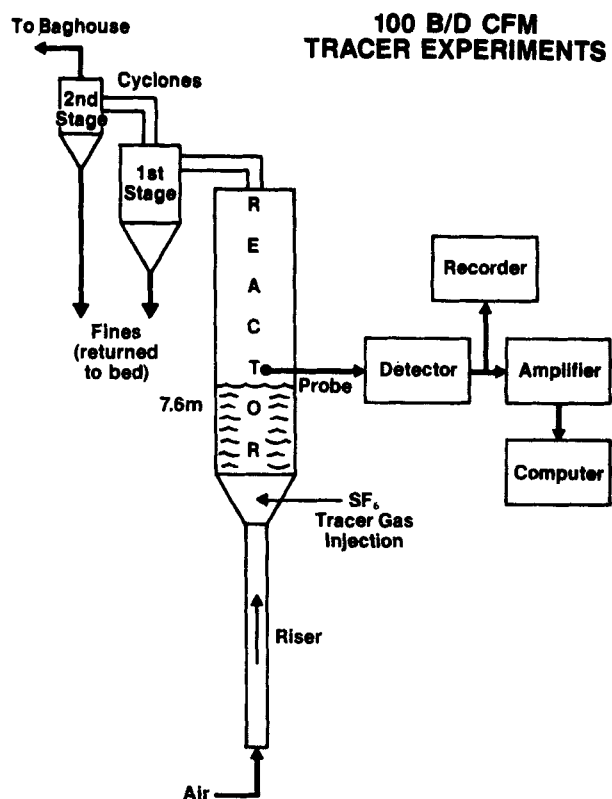 100 B/D CFM
TRACER EXPERIMENTS
To Baghouse
Cyclones
2nd
Stage
1st
Stage
REACTOR
Recorder
Fines
(returned
to bed)
Probe
Detector
Amplifier
7.6m
Computer
SF₆
Tracer Gas
Injection
Riser
Air